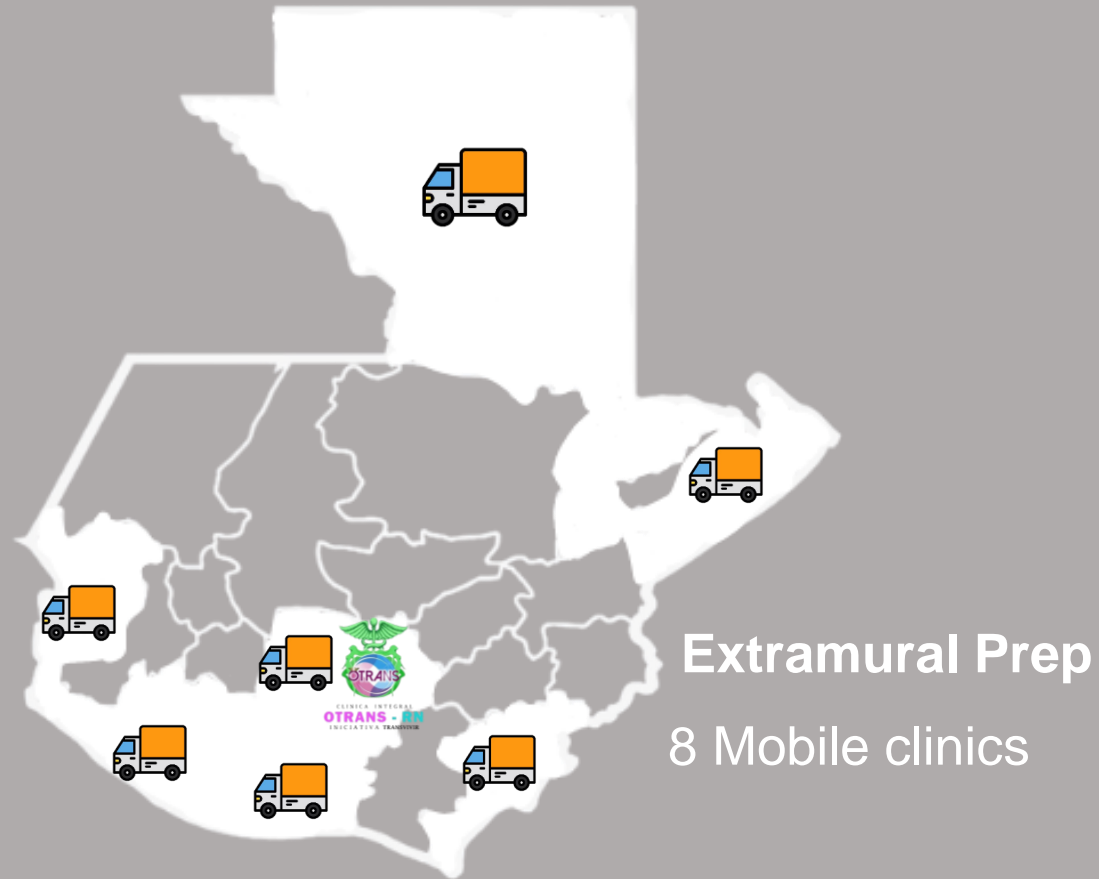 OTRANS
CLINICA INTEGRAL
OTRANS - RN
INICIATIVA TRANSVIVIR
Extramural Prep
8 Mobile clinics